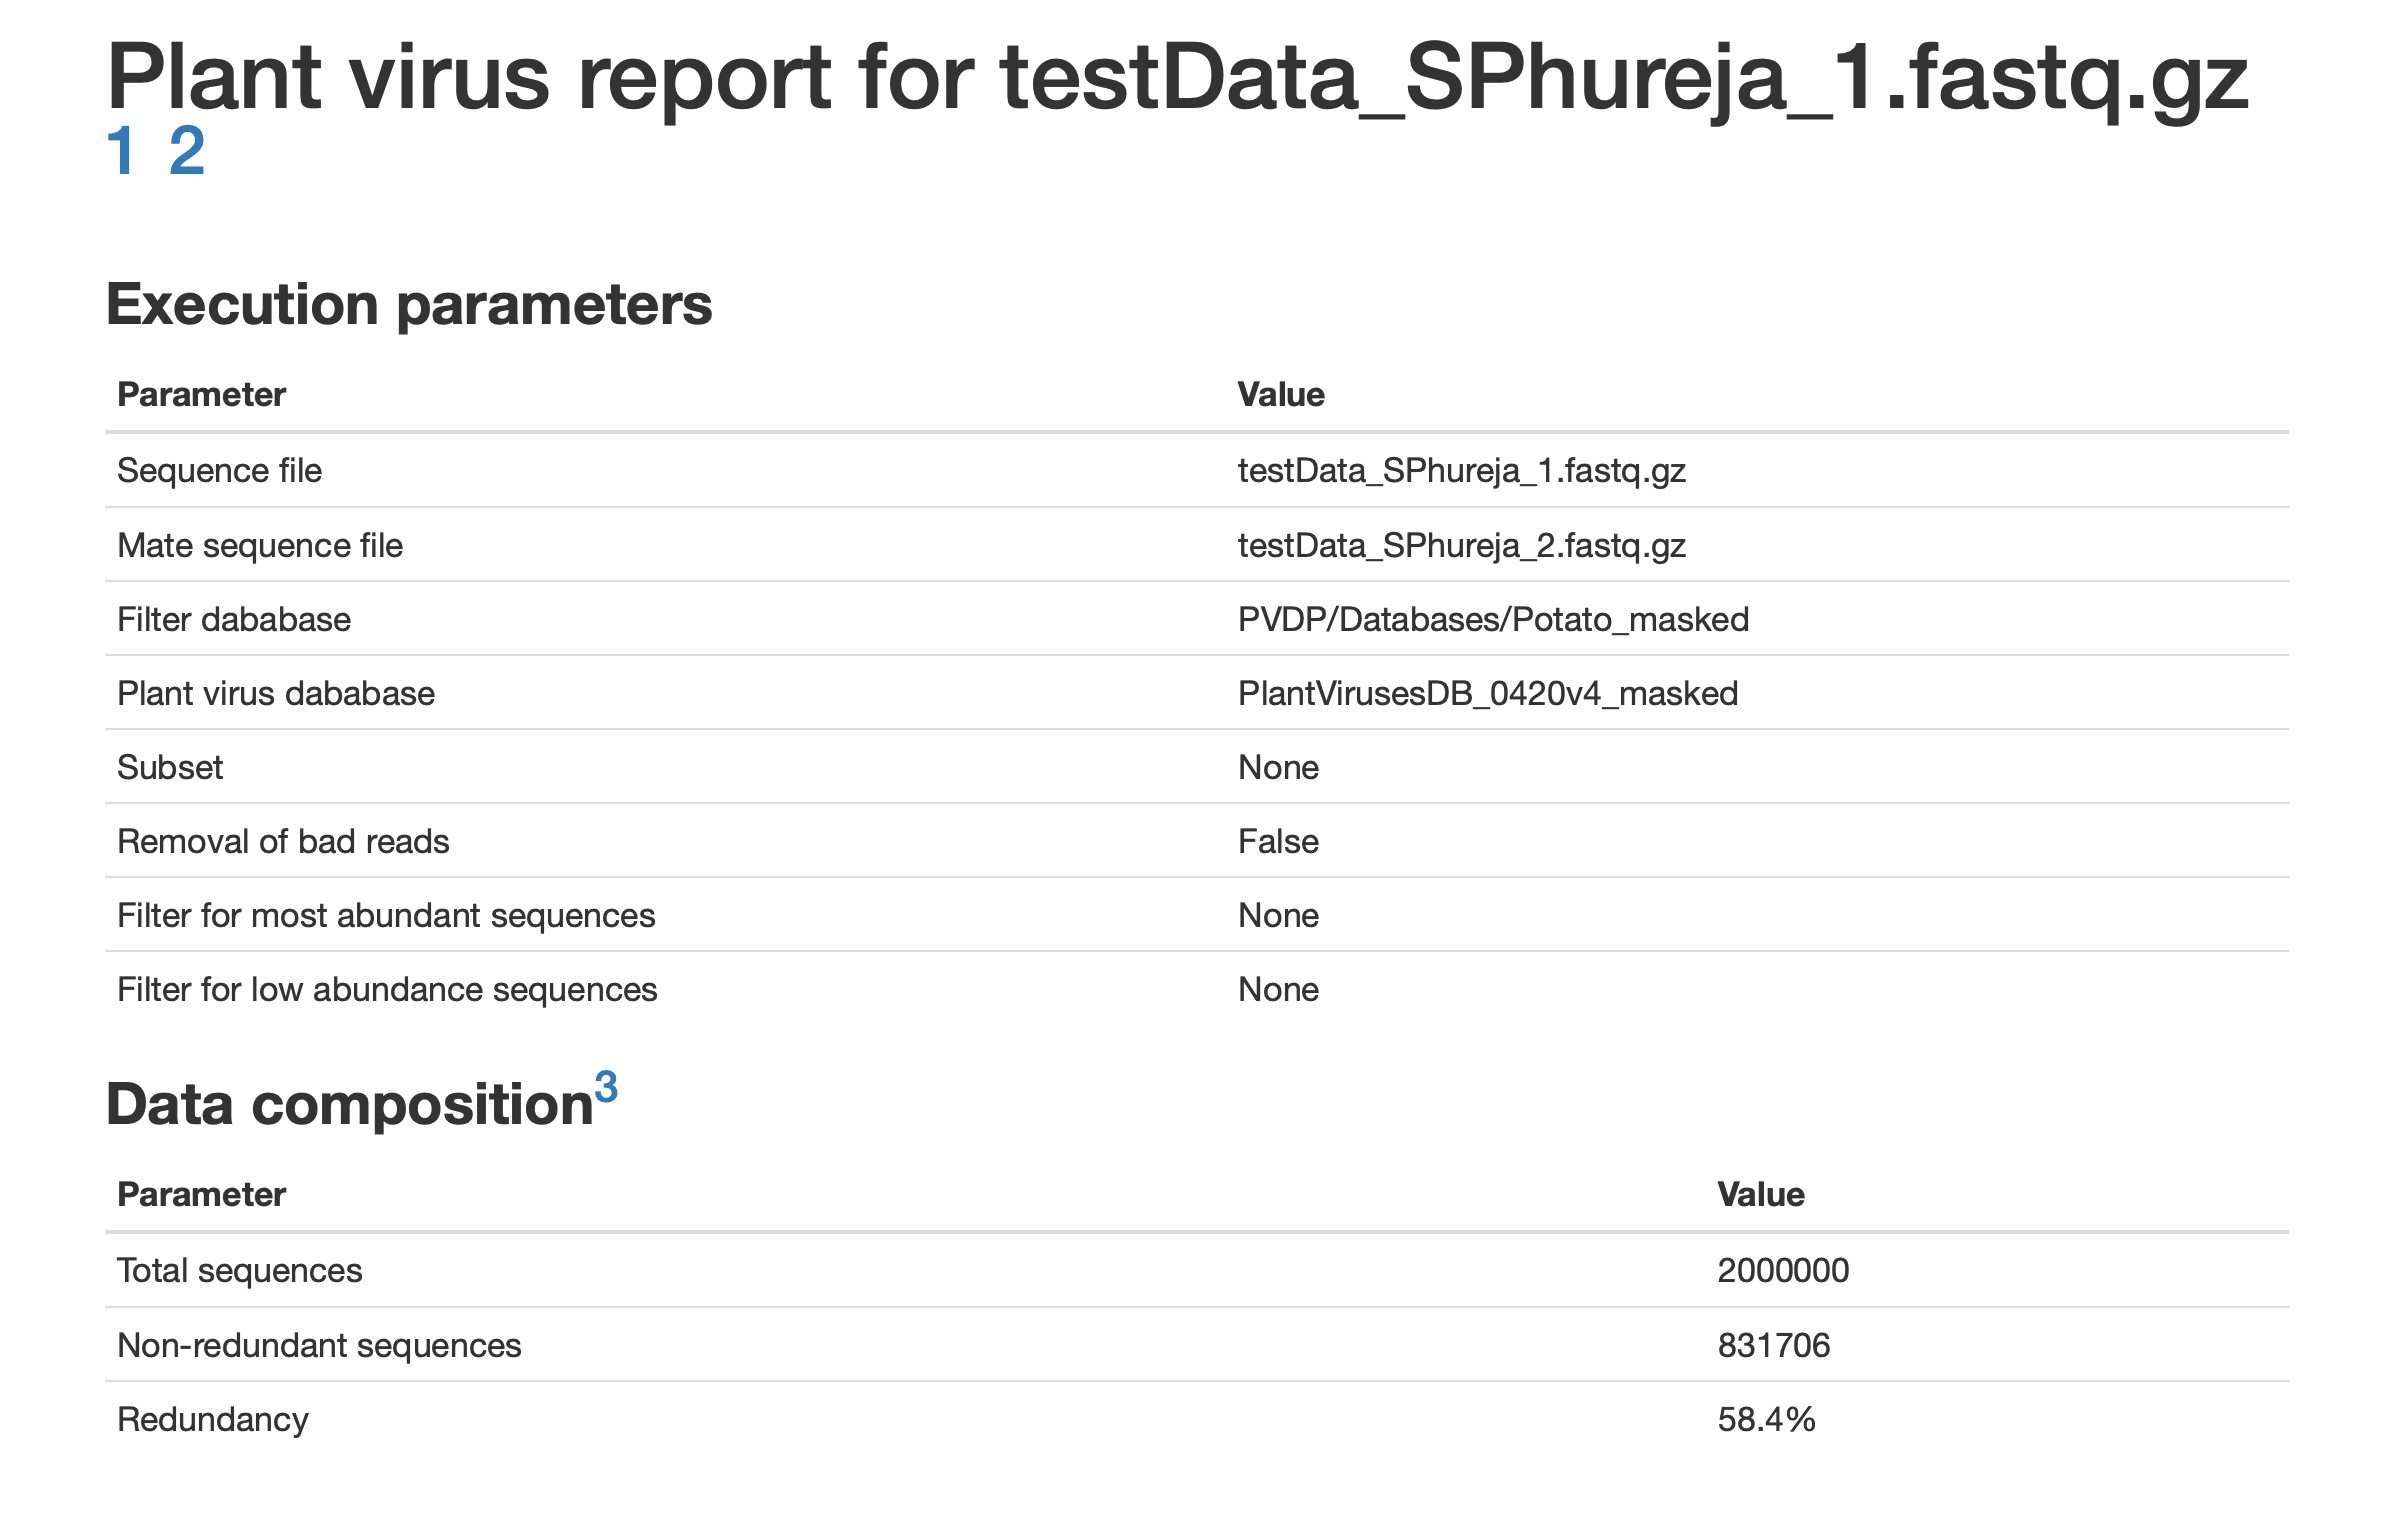 Plant virus report for testData_SPhureja_1.fastq.gz
1 2
Execution parameters
Parameter Value
Sequence file testData_SPhureja_1.fastq.gz
Mate sequence file testData_SPhureja_2.fastq.gz
Filter dababase PVDP/Databases/Potato_masked
Plant virus dababase PlantVirusesDB_0420v4_masked
Subset None
Removal of bad reads False
Filter for most abundant sequences None
Filter for low abundance sequences None
Data composition3
Parameter Value
Total sequences 2000000
Non-redundant sequences 831706
Redundancy 58.4%